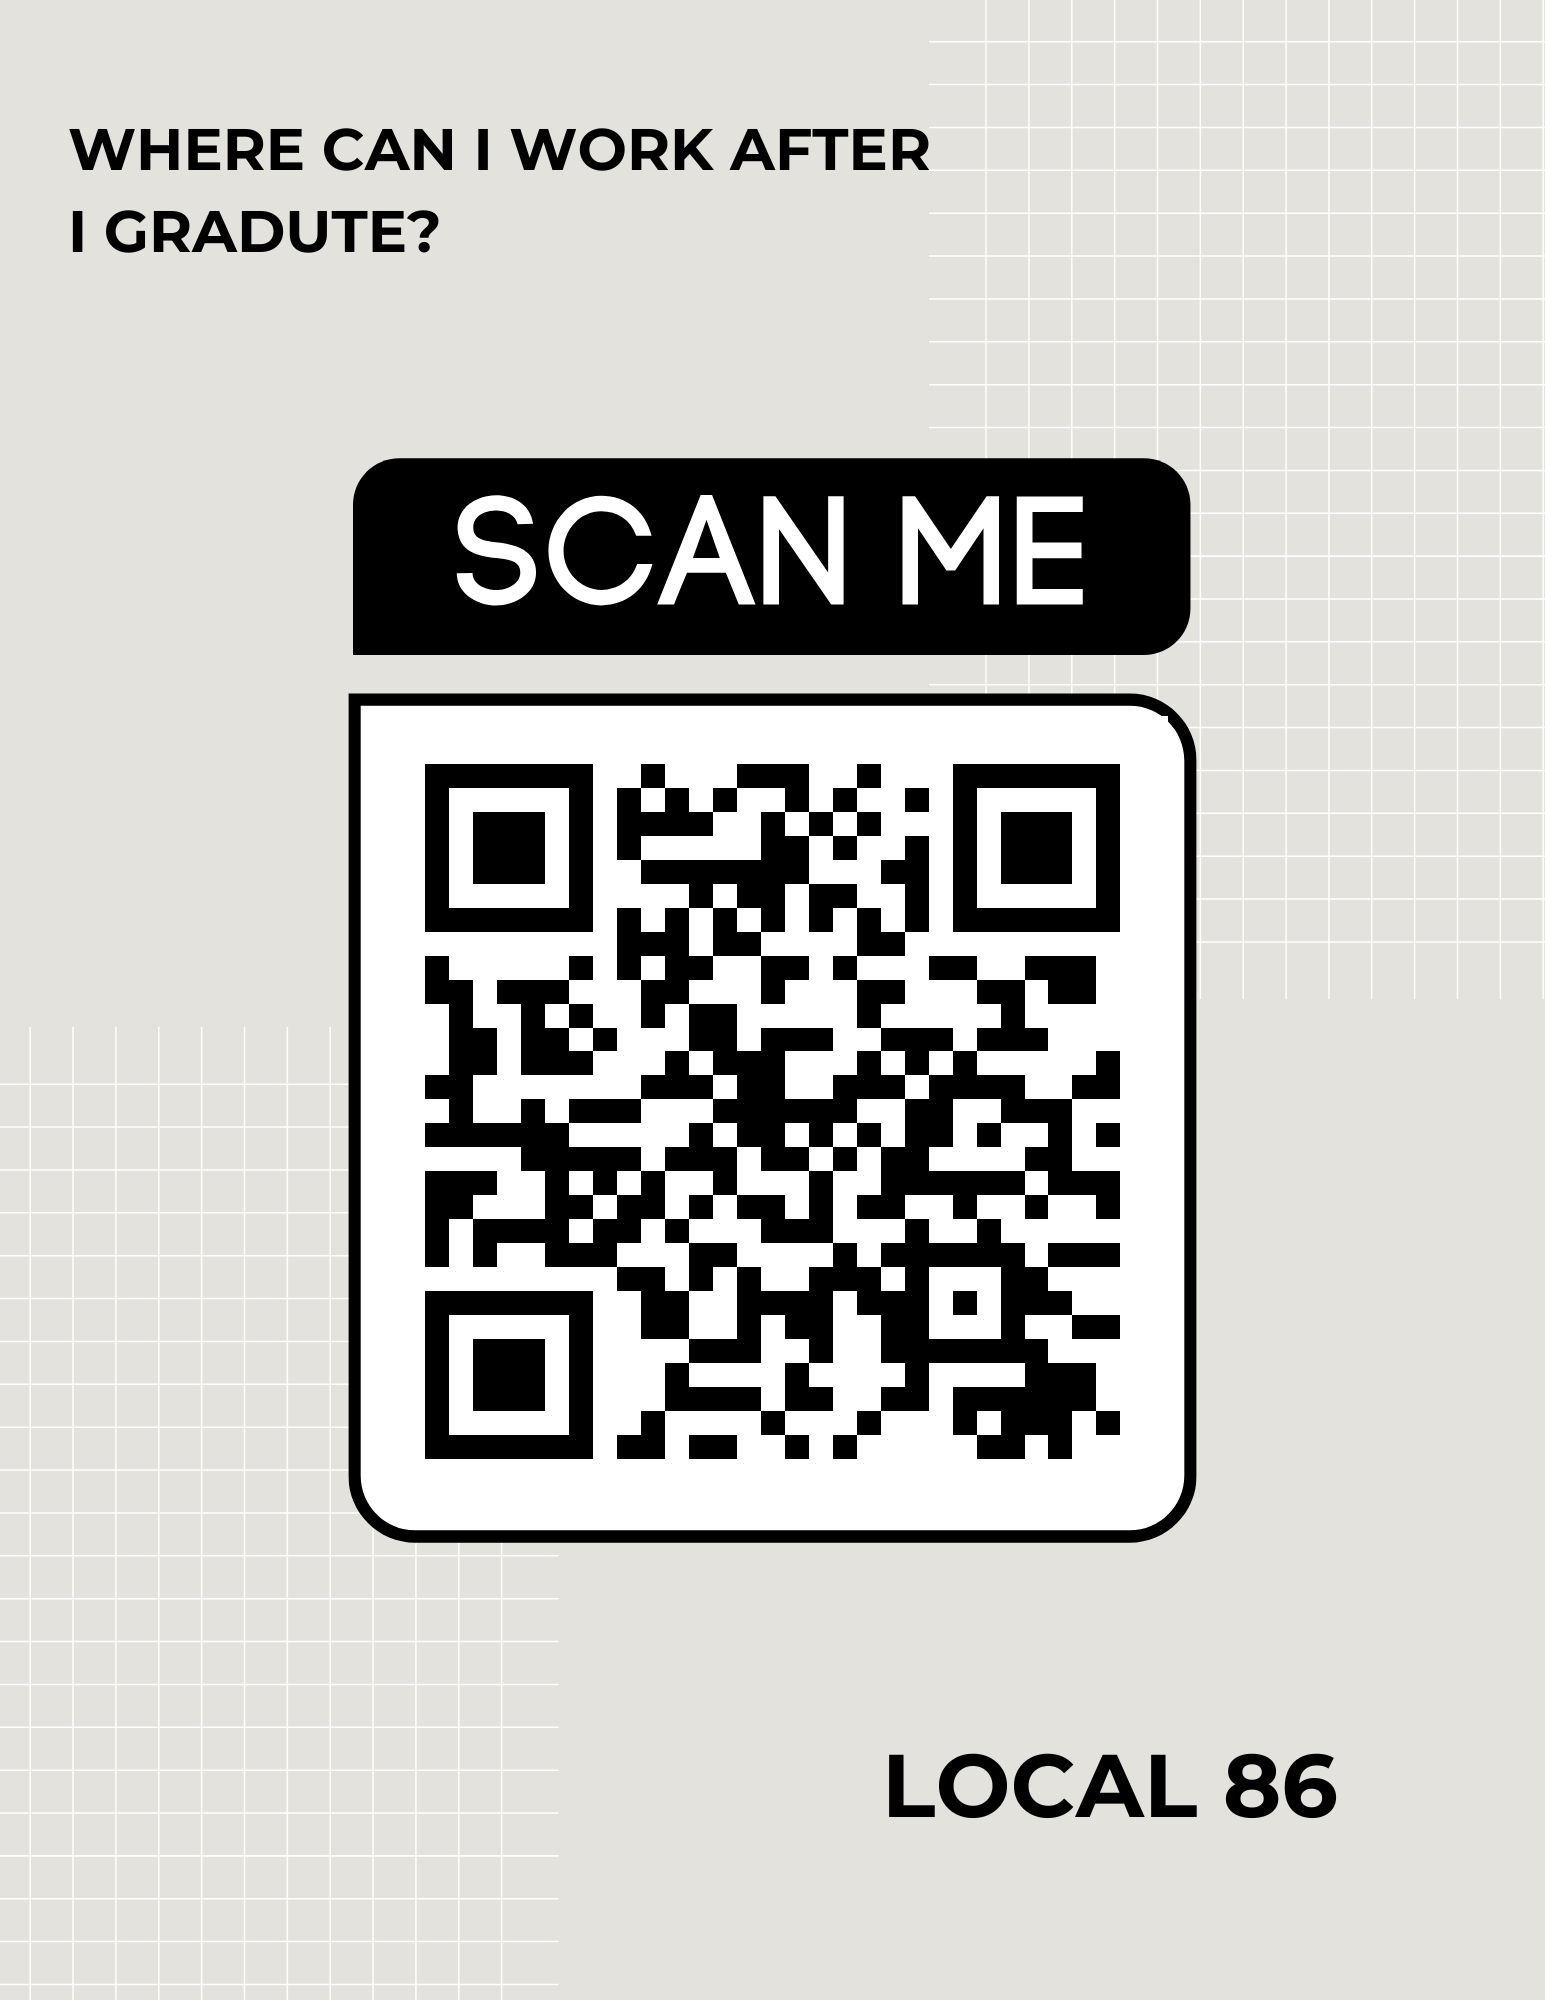 WHERE CAN I WORK AFTER
I GRADUTE?
SCAN ME
LOCAL 86